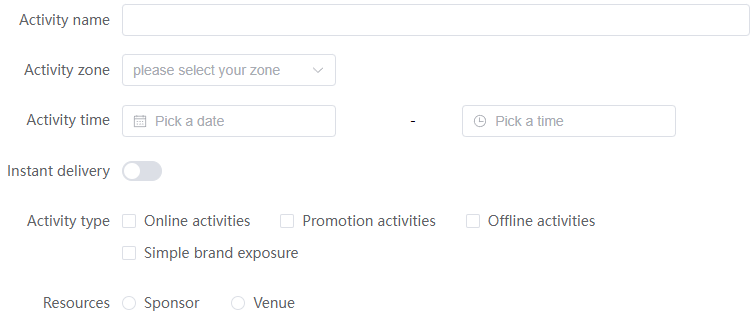 Activity name
Activity zone please select your zone
Activity time Pick a date - Pick a time
Instant delivery
Activity type Online activities Promotion activities Offline activities
Simple brand exposure
Resources Sponsor Venue